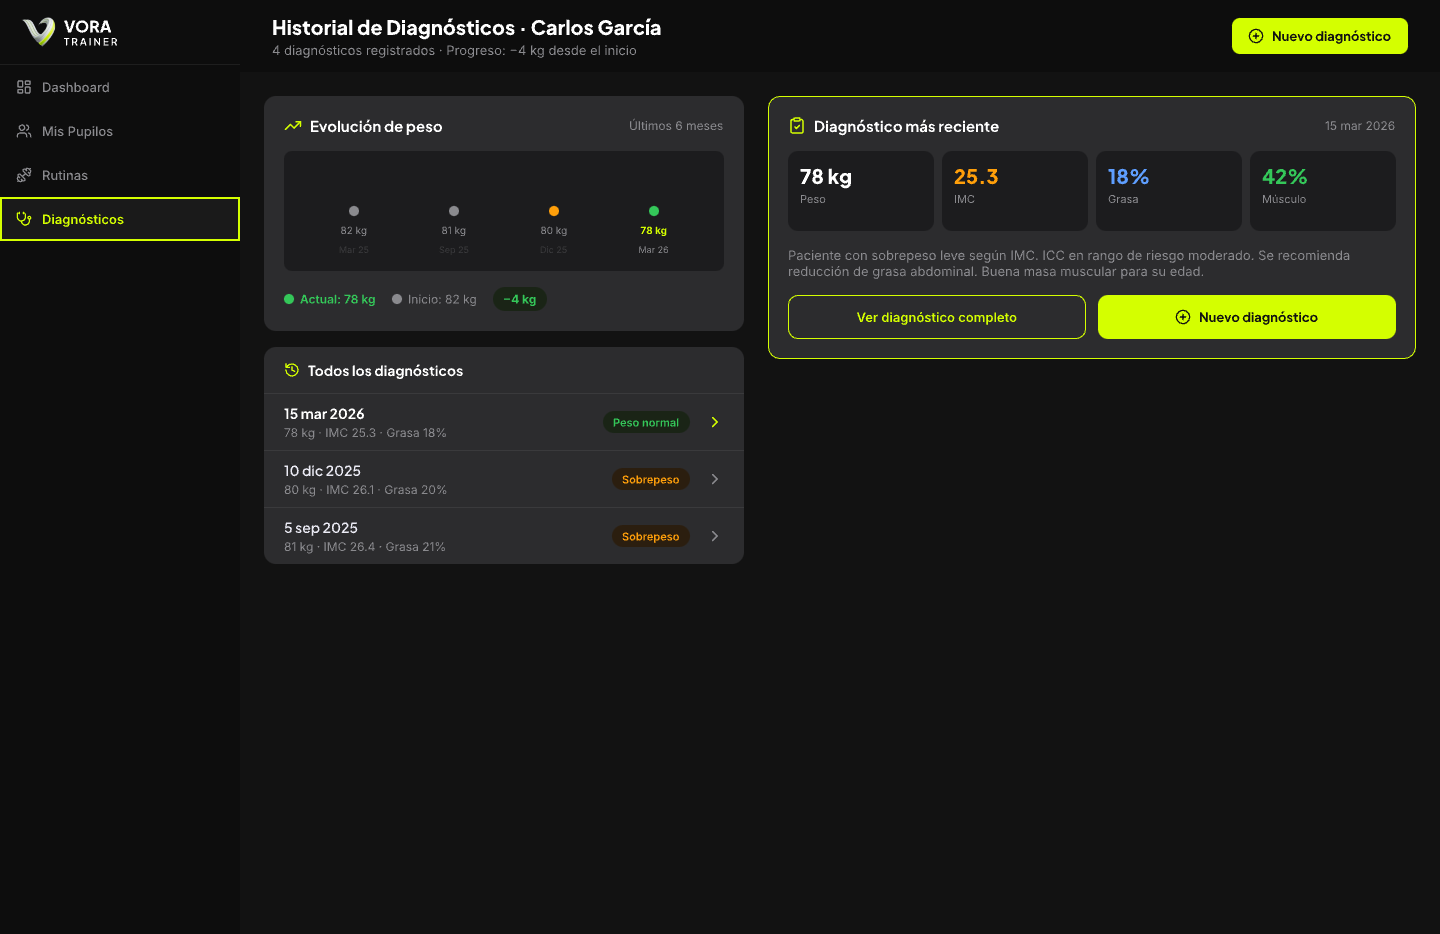 VORA
TRAINER
Dashboard
Mis Pupilos
Rutinas
Diagnósticos
Historial de Diagnósticos · Carlos García
4 diagnósticos registrados · Progreso: −4 kg desde el inicio
Nuevo diagnóstico
Evolución de peso
Últimos 6 meses
82 kg
81 kg
80 kg
78 kg
Mar 25
Sep 25
Dic 25
Mar 26
Actual: 78 kg
Inicio: 82 kg
−4 kg
Todos los diagnósticos
15 mar 2026
78 kg · IMC 25.3 · Grasa 18%
Peso normal
10 dic 2025
80 kg · IMC 26.1 · Grasa 20%
Sobrepeso
5 sep 2025
81 kg · IMC 26.4 · Grasa 21%
Sobrepeso
Diagnóstico más reciente
15 mar 2026
78 kg
Peso
25.3
IMC
18%
Grasa
42%
Músculo
Paciente con sobrepeso leve según IMC. ICC en rango de riesgo moderado. Se recomienda
reducción de grasa abdominal. Buena masa muscular para su edad.
Ver diagnóstico completo
Nuevo diagnóstico